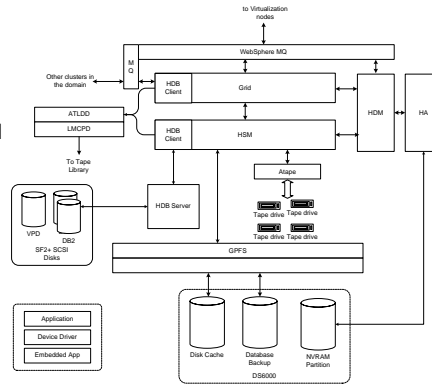 to Virtualization
nodes
WebSphere MQ
M
Q
Other clusters in
the domain
HDB
Client
Grid
HDM
HA
ATLDD
LMCPD
HDB
Client
HSM
To Tape
Library
Atape
HDB Server
Tape drive
Tape drive
Tape drive
Tape drive
VPD
DB2
SF2+ SCSI
Disks
GPFS
Application
Device Driver
Embedded App
Disk Cache
Database
Backup
NVRAM
Partition
DS6000